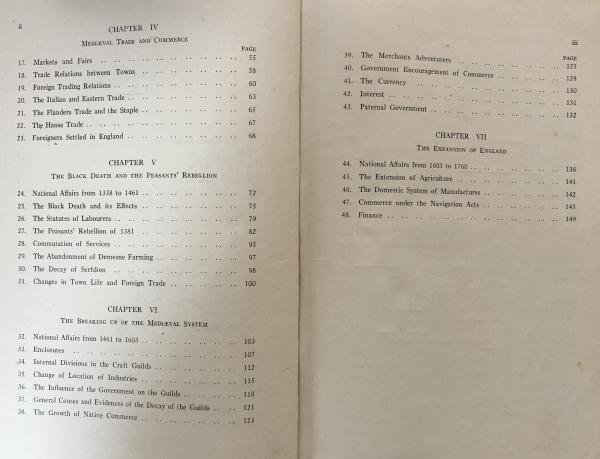 ii
CHAPTER IV
MEDIÆVAL TRADE AND COMMERCE
PAGE
17. Markets and Fairs .. .. .. .. .. .. .. .. 55
18. Trade Relations between Towns .. .. .. .. .. .. 58
19. Foreign Trading Relations .. .. .. .. .. .. .. 60
20. The Italian and Eastern Trade .. .. .. .. .. .. 63
21. The Flanders Trade and the Staple .. .. .. .. .. 65
22. The Hanse Trade .. .. .. .. .. .. .. .. 67
23. Foreigners Settled in England .. .. .. .. .. .. 68
CHAPTER V
THE BLACK DEATH AND THE PEASANTS' REBELLION
24. National Affairs from 1338 to 1461 .. .. .. .. .. 72
25. The Black Death and its Effects .. .. .. .. .. .. 75
26. The Statutes of Labourers .. .. .. .. .. .. .. 79
27. The Peasants' Rebellion of 1381 .. .. .. .. .. .. 82
28. Commutation of Services .. .. .. .. .. .. .. 95
29. The Abandonment of Demesne Farming .. .. .. .. .. 97
30. The Decay of Serfdom .. .. .. .. .. .. .. 98
31. Changes in Town Life and Foreign Trade .. .. .. .. 100
CHAPTER VI
THE BREAKING UP OF THE MEDIÆVAL SYSTEM
32. National Affairs from 1461 to 1603 .. .. .. .. .. 103
33. Enclosures .. .. .. .. .. .. .. .. .. 107
34. Internal Divisions in the Craft Guilds .. .. .. .. .. 112
35. Change of Location of Industries .. .. .. .. .. 115
36. The Influence of the Government on the Guilds .. .. .. 118
37. General Causes and Evidences of the Decay of the Guilds .. .. 121
38. The Growth of Native Commerce .. .. .. .. .. .. 123
iii
PAGE
39. The Merchants Adventurers .. .. .. .. .. .. .. 125
40. Government Encouragement of Commerce .. .. .. .. .. 128
41. The Currency .. .. .. .. .. .. .. .. 130
42. Interest .. .. .. .. .. .. .. .. .. 131
43. Paternal Government .. .. .. .. .. .. .. .. 132
CHAPTER VII
THE EXPANSION OF ENGLAND
44. National Affairs from 1603 to 1760 .. .. .. .. .. 136
45. The Extension of Agriculture .. .. .. .. .. .. 141
46. The Domestic System of Manufactures .. .. .. .. .. 142
47. Commerce under the Navigation Acts .. .. .. .. .. 145
48. Finance .. .. .. .. .. .. .. .. .. 149